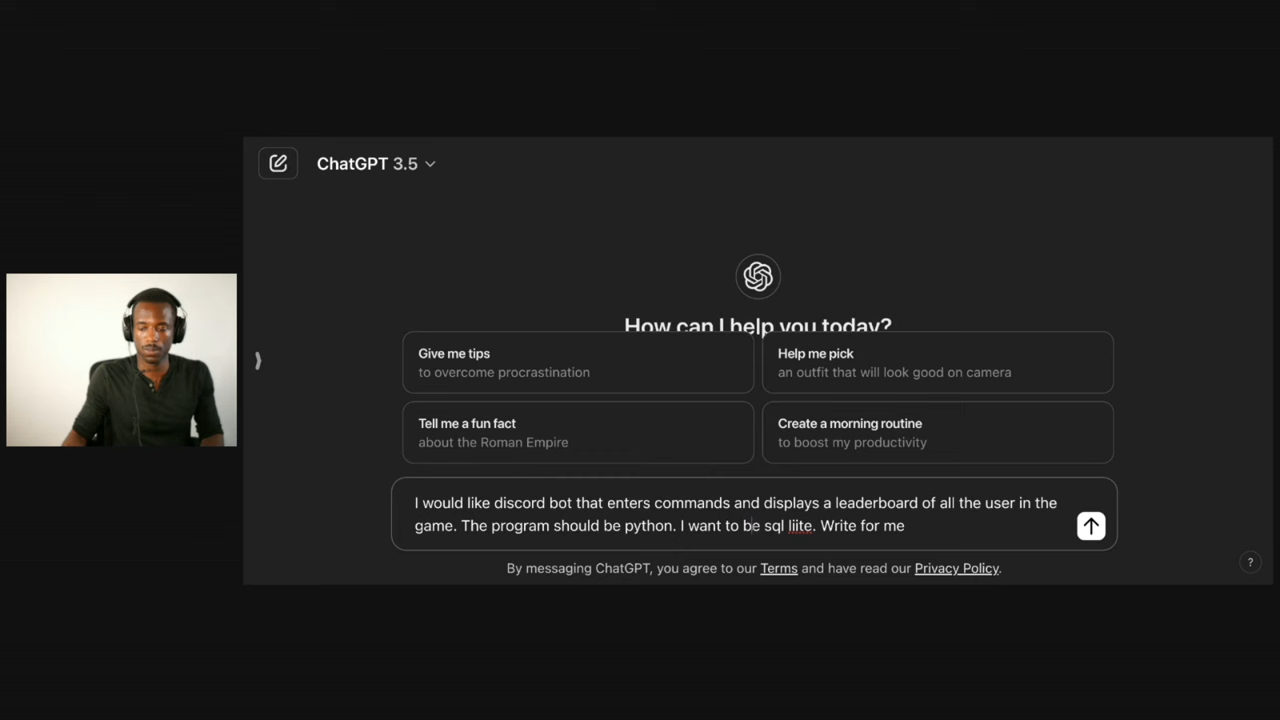 ChatGPT 3.5
How can I help you today?
Give me tips
to overcome procrastination
Help me pick
an outfit that will look good on camera
Tell me a fun fact
about the Roman Empire
Create a morning routine
to boost my productivity
I would like discord bot that enters commands and displays a leaderboard of all the user in the
game. The program should be python. I want to be sql liite. Write for me
By messaging ChatGPT, you agree to our Terms and have read our Privacy Policy.
?